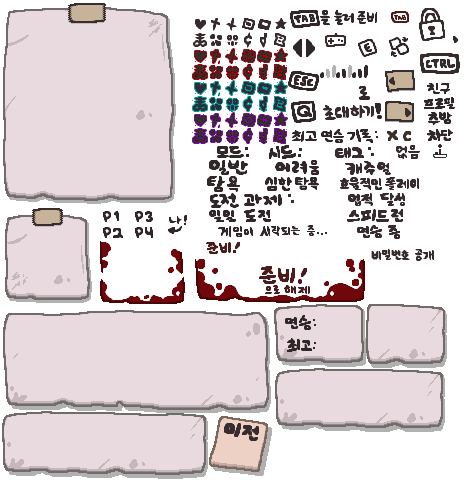 TAB 을 눌러 준비
TAB
E
ESC
CTRL
로
Q 초대하기!
친구
프로필
추방
차단
최고 연승 기록: X C
모드: 시드: 태그: 없음
일반 어려움 캐주얼
탐욕 심한 탐욕 효율적인 플레이
도전 과제: 업적 달성
일일 도전 스피드런
게임이 시작되는 중... 연승 중
P1 P3 나!
P2 P4
준비!
비밀번호 공개
준비!
으로 해제
연승:
최고:
이전